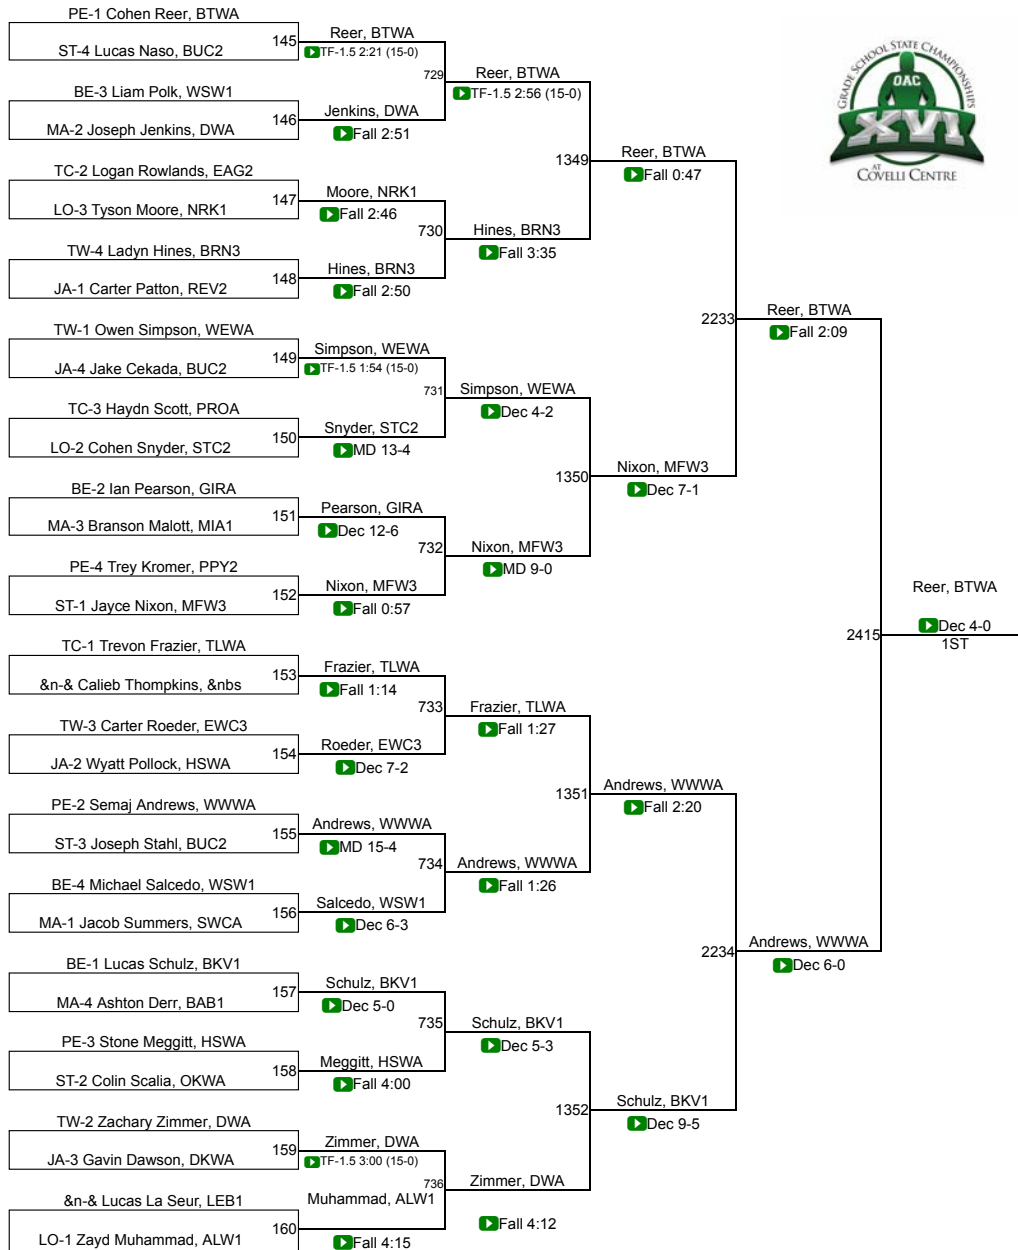 PE-1 Cohen Reer, BTWA
145
ST-4 Lucas Naso, BUC2
BE-3 Liam Polk, WSW1
146
MA-2 Joseph Jenkins, DWA
TC-2 Logan Rowlands, EAG2
147
LO-3 Tyson Moore, NRK1
TW-4 Ladyn Hines, BRN3
148
JA-1 Carter Patton, REV2
TW-1 Owen Simpson, WEWA
149
JA-4 Jake Cekada, BUC2
TC-3 Haydn Scott, PROA
150
LO-2 Cohen Snyder, STC2
BE-2 Ian Pearson, GIRA
151
MA-3 Branson Malott, MIA1
PE-4 Trey Kromer, PPY2
152
ST-1 Jayce Nixon, MFW3
TC-1 Trevon Frazier, TLWA
153
&n-& Calieb Thompkins, &nbs
TW-3 Carter Roeder, EWC3
154
JA-2 Wyatt Pollock, HSWA
PE-2 Semaj Andrews, WWWA
155
ST-3 Joseph Stahl, BUC2
BE-4 Michael Salcedo, WSW1
156
MA-1 Jacob Summers, SWCA
BE-1 Lucas Schulz, BKV1
157
MA-4 Ashton Derr, BAB1
PE-3 Stone Meggitt, HSWA
158
ST-2 Colin Scalia, OKWA
TW-2 Zachary Zimmer, DWA
159
JA-3 Gavin Dawson, DKWA
&n-& Lucas La Seur, LEB1
160
LO-1 Zayd Muhammad, ALW1
Reer, BTWA
TF-1.5 2:21 (15-0)
729
Jenkins, DWA
Fall 2:51
Moore, NRK1
Fall 2:46
730
Hines, BRN3
Fall 2:50
Simpson, WEWA
TF-1.5 1:54 (15-0)
731
Snyder, STC2
MD 13-4
Pearson, GIRA
Dec 12-6
732
Nixon, MFW3
Fall 0:57
Frazier, TLWA
Fall 1:14
733
Roeder, EWC3
Dec 7-2
Andrews, WWWA
MD 15-4
734
Salcedo, WSW1
Dec 6-3
Schulz, BKV1
Dec 5-0
735
Meggitt, HSWA
Fall 4:00
Zimmer, DWA
TF-1.5 3:00 (15-0)
736
Muhammad, ALW1
Fall 4:15
Reer, BTWA
TF-1.5 2:56 (15-0)
1349
Hines, BRN3
Fall 3:35
Simpson, WEWA
Dec 4-2
1350
Nixon, MFW3
MD 9-0
Frazier, TLWA
Fall 1:27
1351
Andrews, WWWA
Fall 1:26
Schulz, BKV1
Dec 5-3
1352
Zimmer, DWA
Fall 4:12
Reer, BTWA
Fall 0:47
2233
Nixon, MFW3
Dec 7-1
Andrews, WWWA
Fall 2:20
2234
Schulz, BKV1
Dec 9-5
Reer, BTWA
Fall 2:09
2415
Andrews, WWWA
Dec 6-0
Reer, BTWA
Dec 4-0
1ST
GRADE SCHOOL STATE CHAMPIONSHIPS
OAC
XVI
AT
COVELLI CENTRE